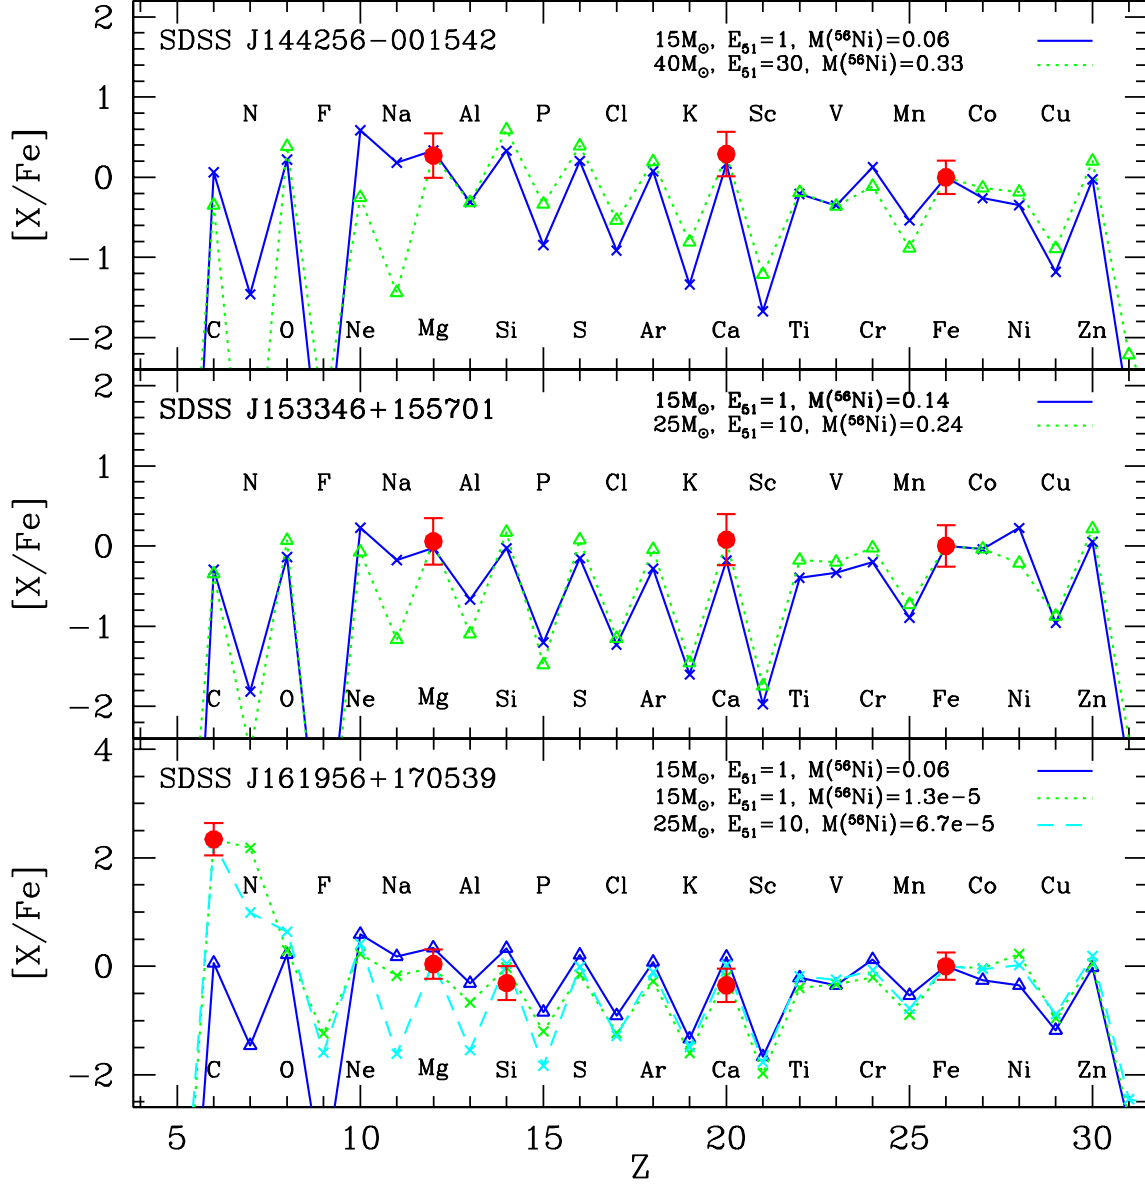 2
SDSS J144256−001542
15M⊙, E₅₁=1, M(⁵⁶Ni)=0.06
40M⊙, E₅₁=30, M(⁵⁶Ni)=0.33
1
N F Na Al P Cl K Sc V Mn Co Cu
0
[X/Fe]
−1
C O Ne Mg Si S Ar Ca Ti Cr Fe Ni Zn
−2
2
SDSS J153346+155701
15M⊙, E₅₁=1, M(⁵⁶Ni)=0.14
25M⊙, E₅₁=10, M(⁵⁶Ni)=0.24
1
N F Na Al P Cl K Sc V Mn Co Cu
0
[X/Fe]
−1
C O Ne Mg Si S Ar Ca Ti Cr Fe Ni Zn
−2
4
SDSS J161956+170539
15M⊙, E₅₁=1, M(⁵⁶Ni)=0.06
15M⊙, E₅₁=1, M(⁵⁶Ni)=1.3e−5
25M⊙, E₅₁=10, M(⁵⁶Ni)=6.7e−5
2
N F Na Al P Cl K Sc V Mn Co Cu
[X/Fe]
0
C O Ne Mg Si S Ar Ca Ti Cr Fe Ni Zn
−2
5 10 15 20 25 30
Z